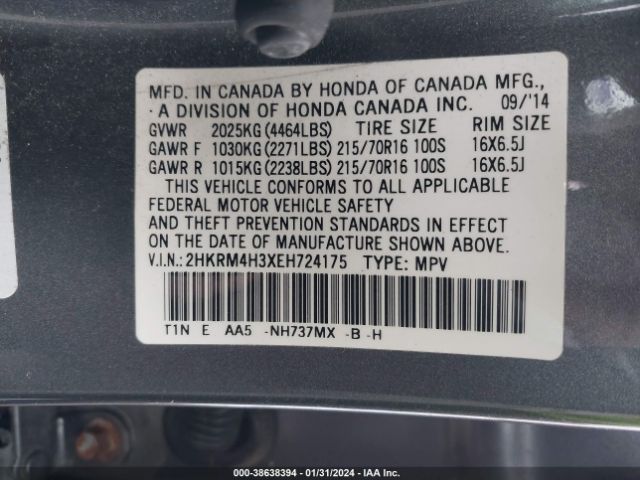 MFD. IN CANADA BY HONDA OF CANADA MFG.,
A DIVISION OF HONDA CANADA INC. 09/'14
GVWR 2025KG(4464LBS) TIRE SIZE RIM SIZE
GAWR F 1030KG(2271LBS) 215/70R16 100S 16X6.5J
GAWR R 1015KG(2238LBS) 215/70R16 100S 16X6.5J
THIS VEHICLE CONFORMS TO ALL APPLICABLE
FEDERAL MOTOR VEHICLE SAFETY
AND THEFT PREVENTION STANDARDS IN EFFECT
ON THE DATE OF MANUFACTURE SHOWN ABOVE.
V.I.N.:2HKRM4H3XEH724175 TYPE: MPV
T1N E AA5 -NH737MX -B -H
000-38638394 - 01/31/2024 - IAA Inc.